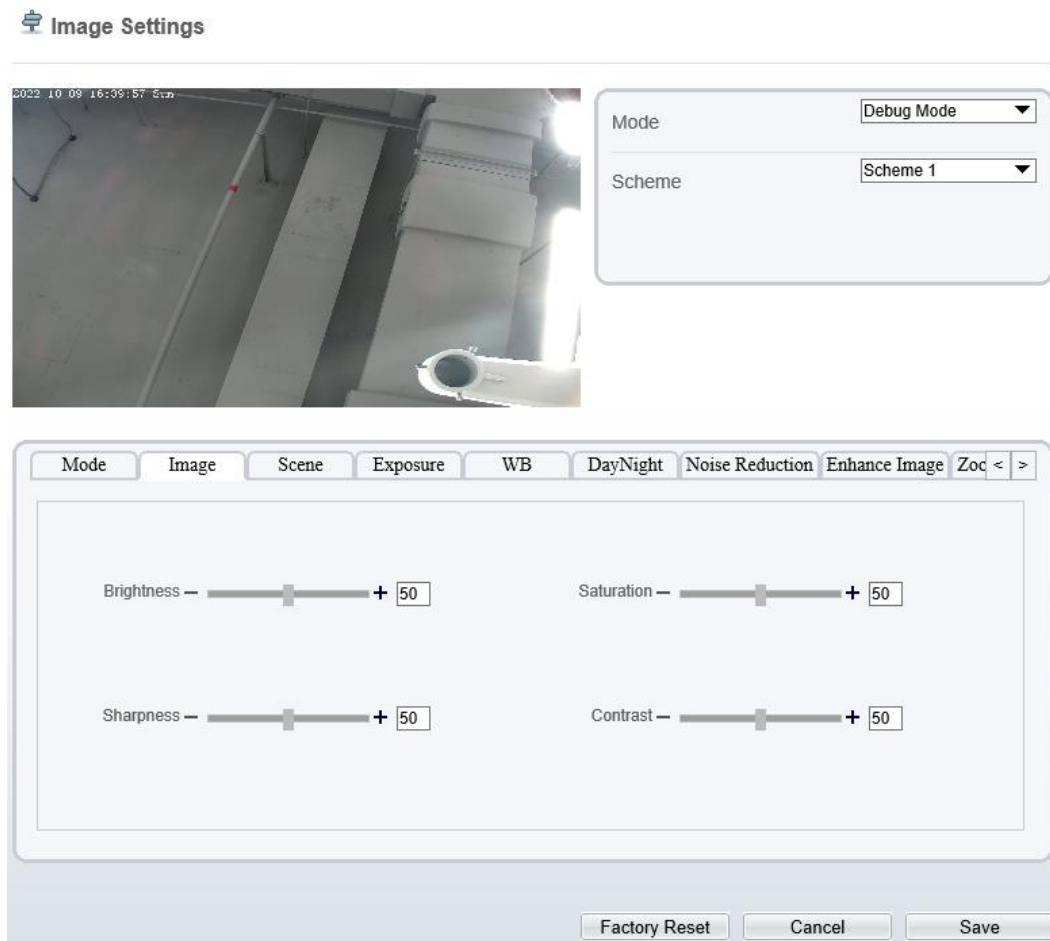 Image Settings
2022 10 09 16:39:57 Sun
Mode
Debug Mode
Scheme
Scheme 1
Mode Image Scene Exposure WB DayNight Noise Reduction Enhance Image Zoo < >
Brightness − + 50 Saturation − + 50
Sharpness − + 50 Contrast − + 50
Factory Reset Cancel Save